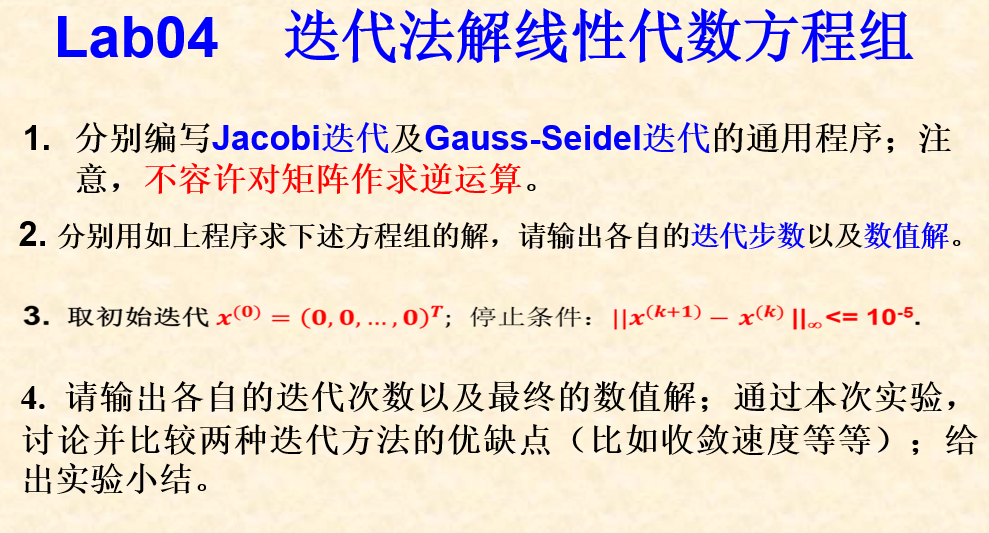 Lab04 迭代法解线性代数方程组
1. 分别编写Jacobi迭代及Gauss-Seidel迭代的通用程序；注
意，不容许对矩阵作求逆运算。
2. 分别用如上程序求下述方程组的解，请输出各自的迭代步数以及数值解。
3. 取初始迭代 x^(0) = (0, 0, …, 0)^T; 停止条件：||x^(k+1) − x^(k) ||∞ <= 10^-5.
4. 请输出各自的迭代次数以及最终的数值解；通过本次实验，
讨论并比较两种迭代方法的优缺点（比如收敛速度等等）；给
出实验小结。